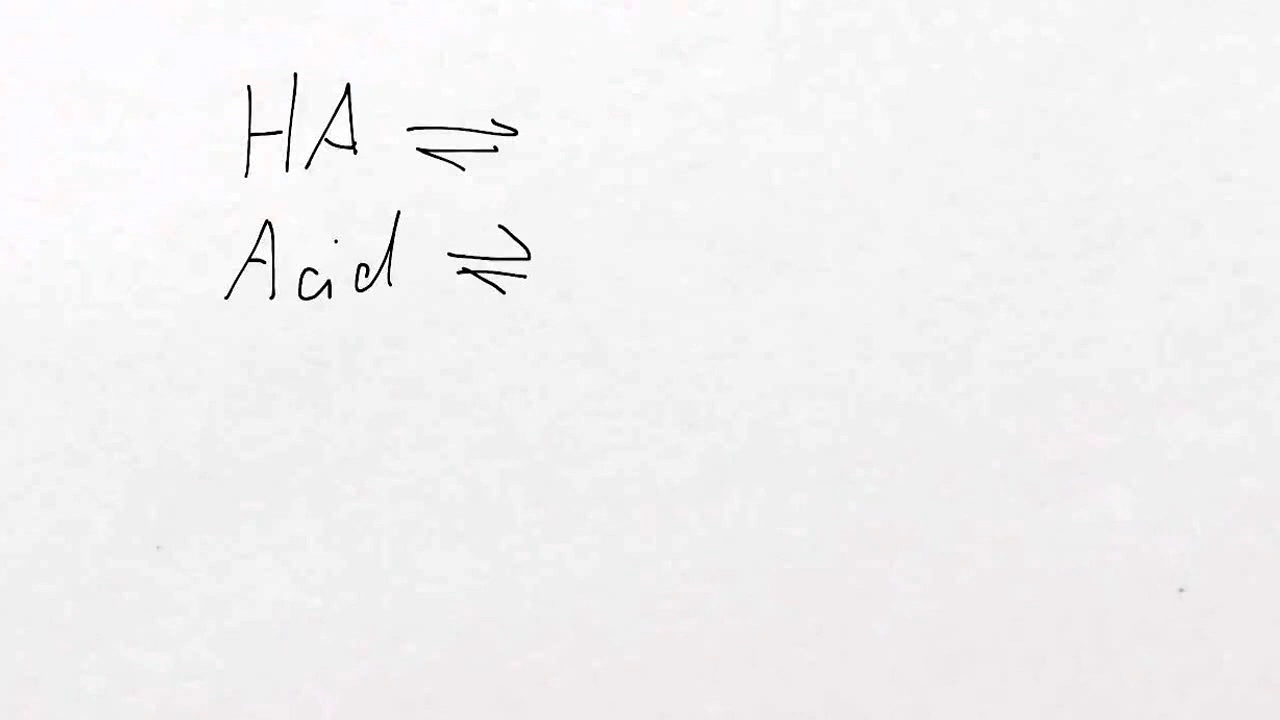 HA ⇌
Acid ⇌